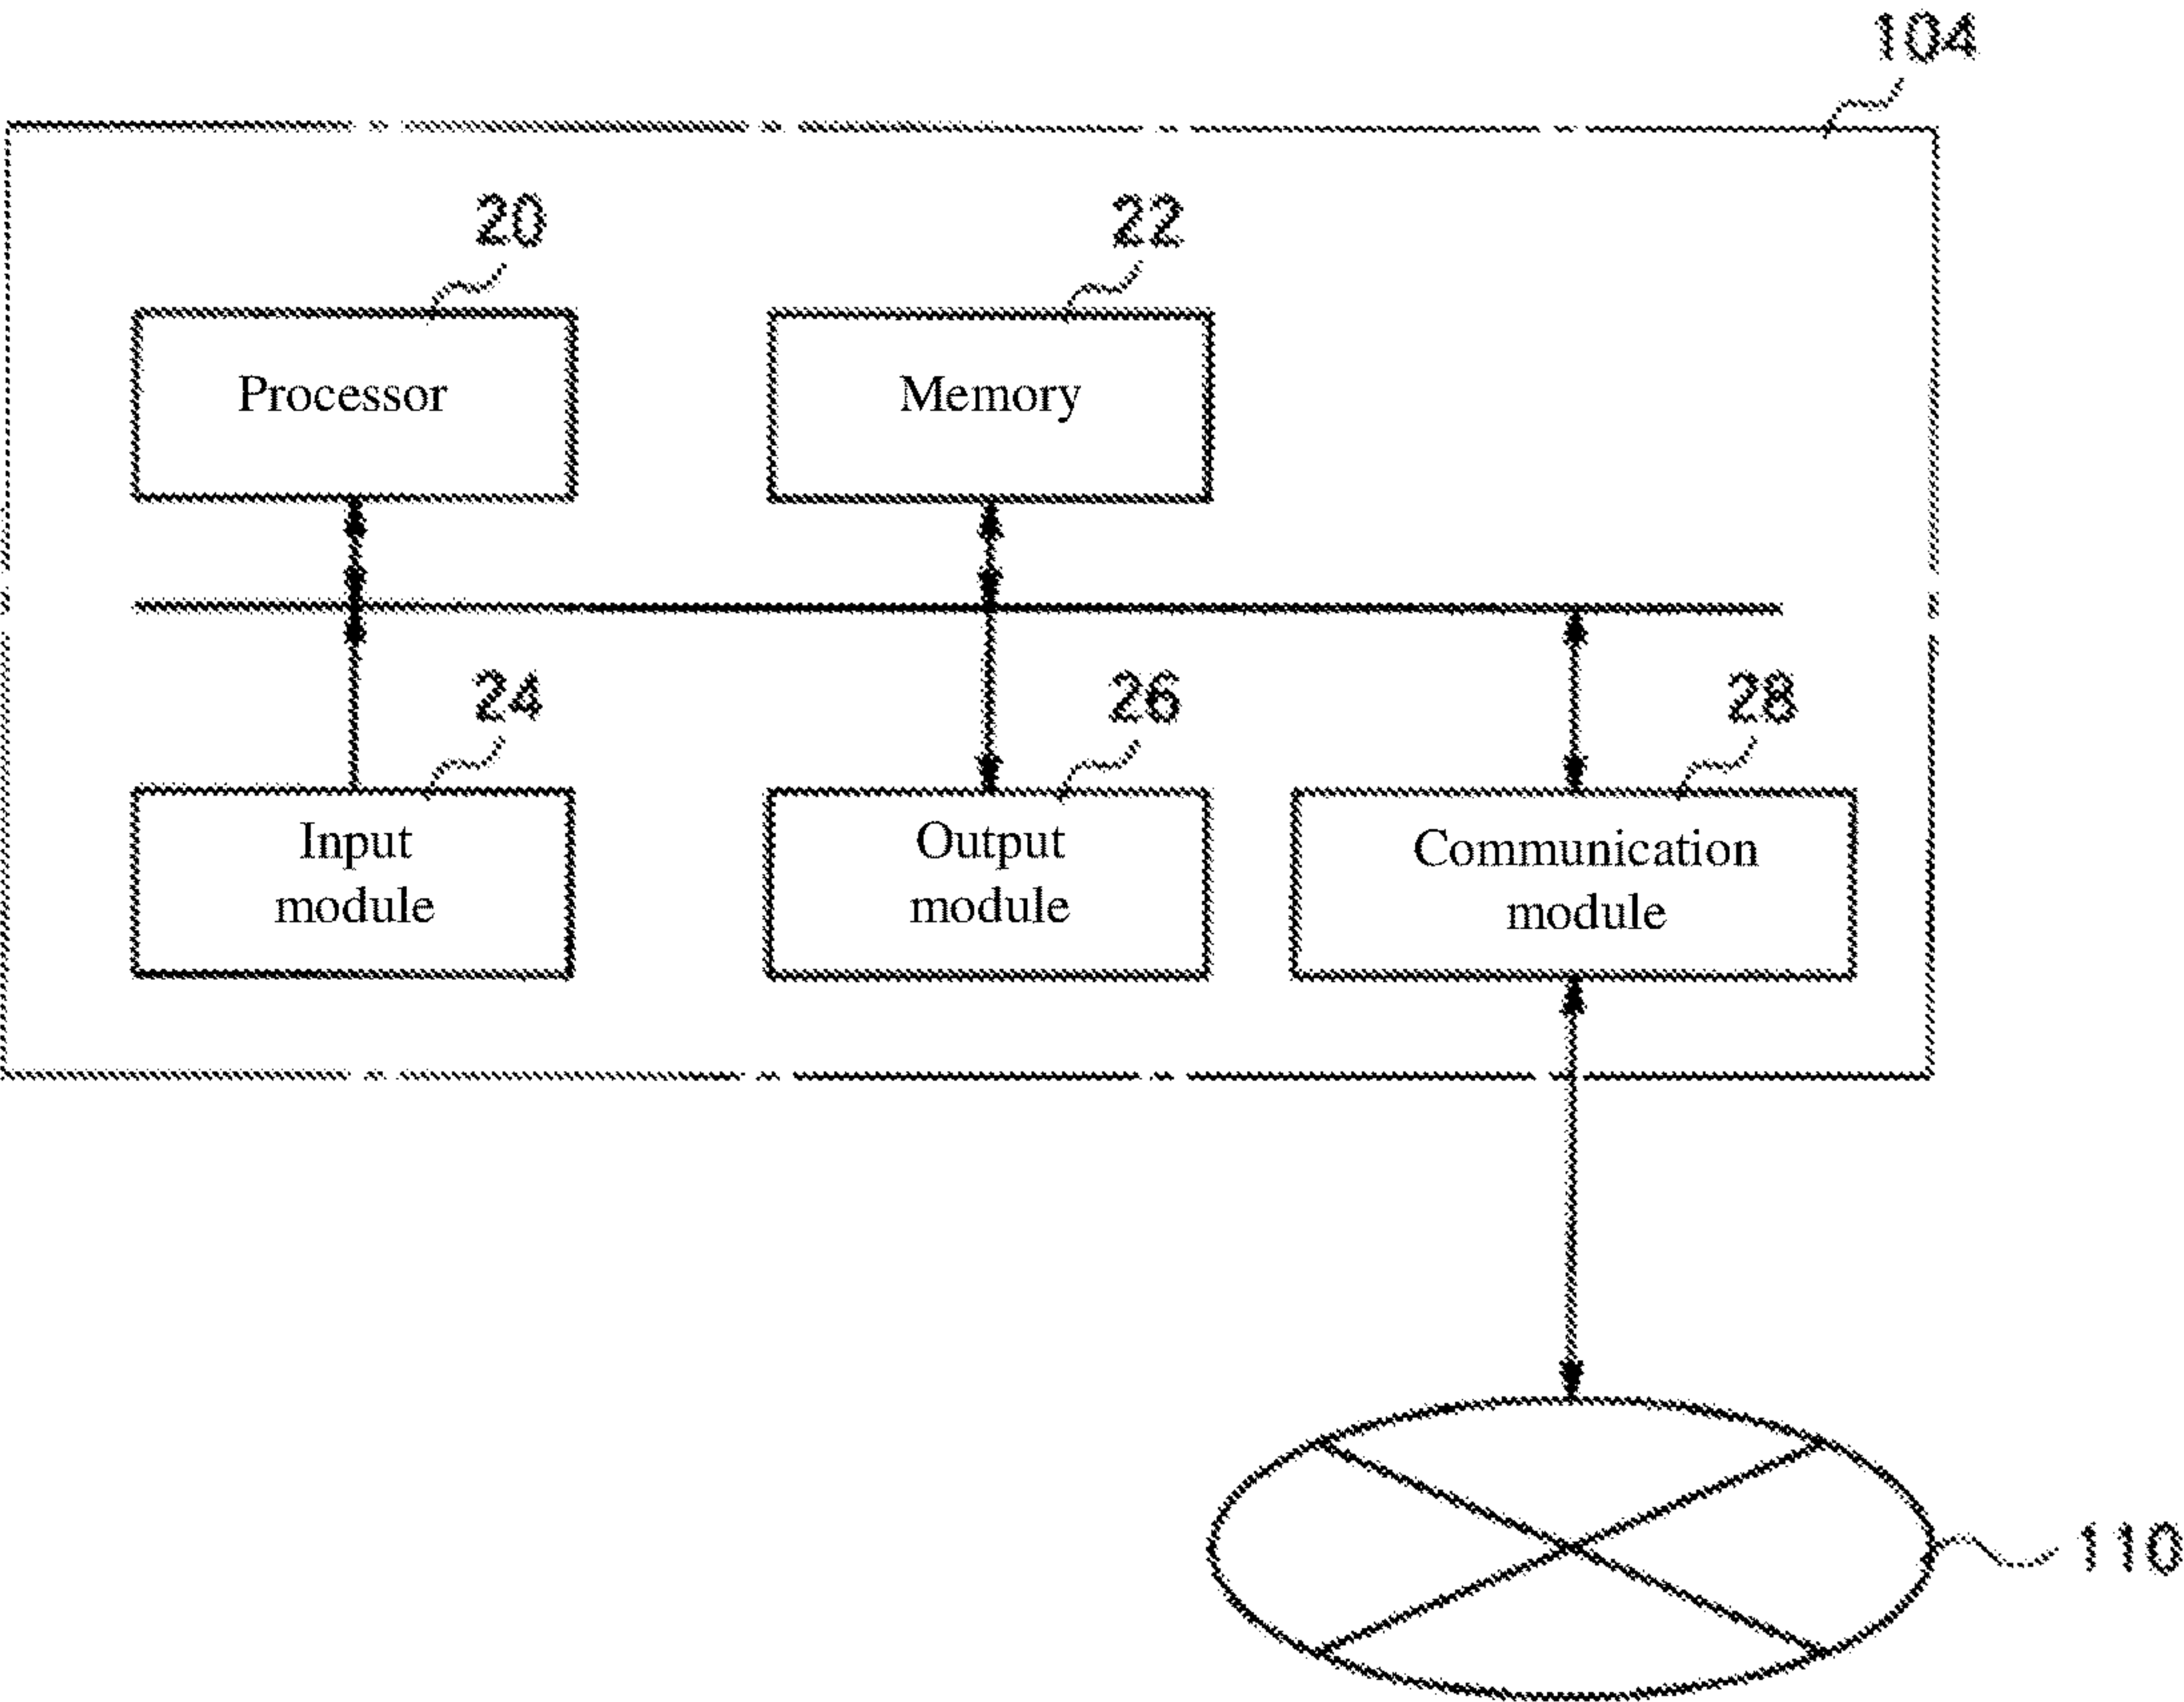 104
20
22
Processor
Memory
24
26
28
Input
module
Output
module
Communication
module
110